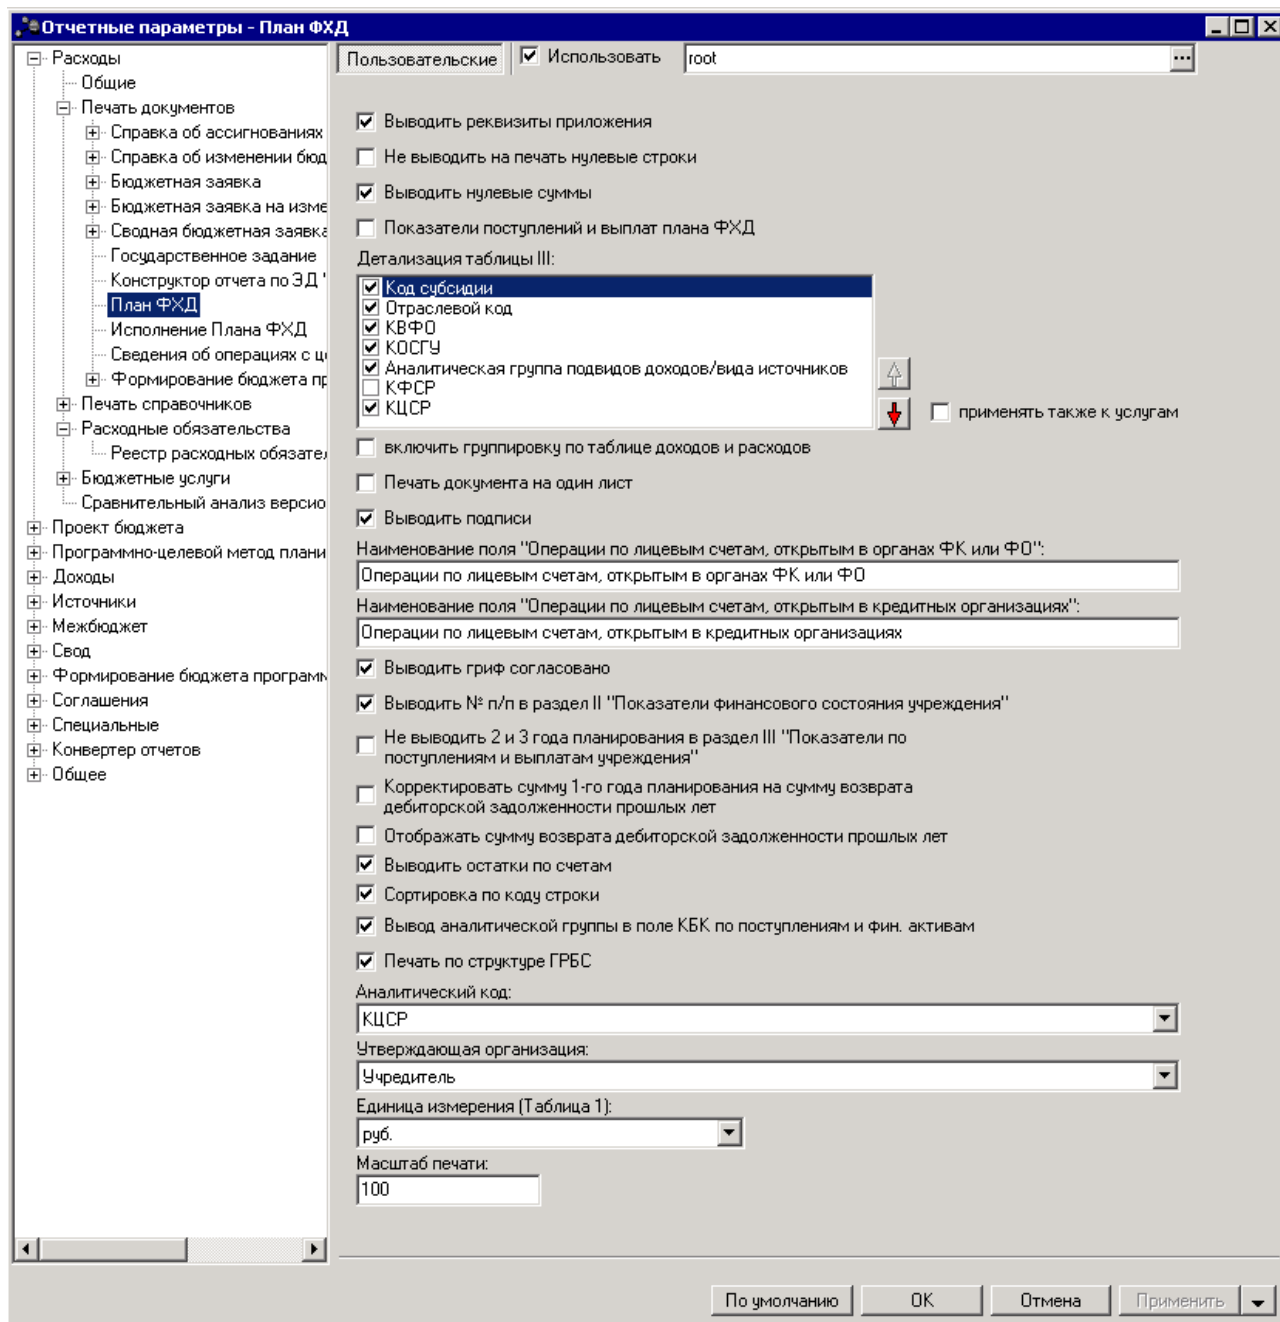 Отчетные параметры - План ФХД
Расходы
Общие
Печать документов
Справка об ассигнованиях
Справка об изменении бюд
Бюджетная заявка
Бюджетная заявка на изме
Сводная бюджетная заявка
Государственное задание
Конструктор отчета по ЭД '
План ФХД
Исполнение Плана ФХД
Сведения об операциях с це
Формирование бюджета пр
Печать справочников
Расходные обязательства
Реестр расходных обязател
Бюджетные услуги
Сравнительный анализ версио
Проект бюджета
Программно-целевой метод плани
Доходы
Источники
Межбюджет
Свод
Формирование бюджета программ
Соглашения
Специальные
Конвертер отчетов
Общее
Пользовательские Использовать root ...
Выводить реквизиты приложения
Не выводить на печать нулевые строки
Выводить нулевые суммы
Показатели поступлений и выплат плана ФХД
Детализация таблицы III:
Код субсидии
Отраслевой код
КВФО
КОСГУ
Аналитическая группа подвидов доходов/вида источников
КФСР
КЦСР
применять также к услугам
включить группировку по таблице доходов и расходов
Печать документа на один лист
Выводить подписи
Наименование поля "Операции по лицевым счетам, открытым в органах ФК или ФО":
Операции по лицевым счетам, открытым в органах ФК или ФО
Наименование поля "Операции по лицевым счетам, открытым в кредитных организациях":
Операции по лицевым счетам, открытым в кредитных организациях
Выводить гриф согласовано
Выводить № п/п в раздел II "Показатели финансового состояния учреждения"
Не выводить 2 и 3 года планирования в раздел III "Показатели по
поступлениям и выплатам учреждения"
Корректировать сумму 1-го года планирования на сумму возврата
дебиторской задолженности прошлых лет
Отображать сумму возврата дебиторской задолженности прошлых лет
Выводить остатки по счетам
Сортировка по коду строки
Вывод аналитической группы в поле КБК по поступлениям и фин. активам
Печать по структуре ГРБС
Аналитический код:
КЦСР
Утверждающая организация:
Учредитель
Единица измерения (Таблица 1):
руб.
Масштаб печати:
100
По умолчанию OK Отмена Применить